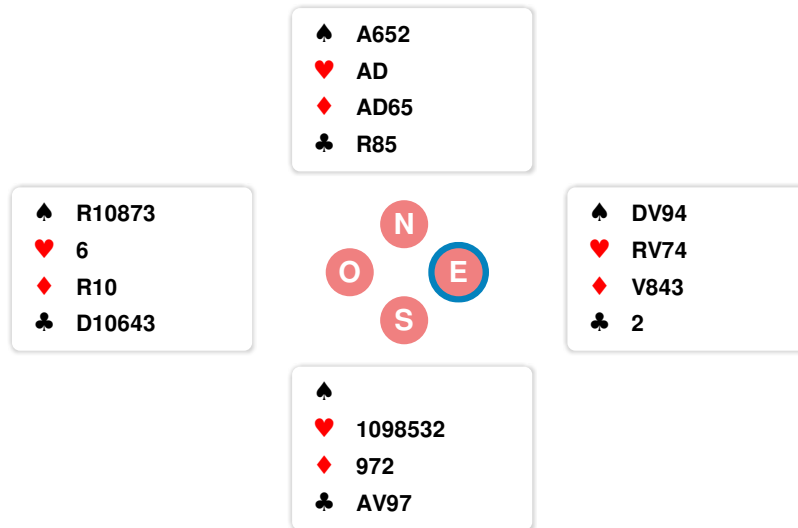 ♠ A652
♥ AD
♦ AD65
♣ R85
♠ R10873
♥ 6
♦ R10
♣ D10643
N
O
E
S
♠ DV94
♥ RV74
♦ V843
♣ 2
♠
♥ 1098532
♦ 972
♣ AV97